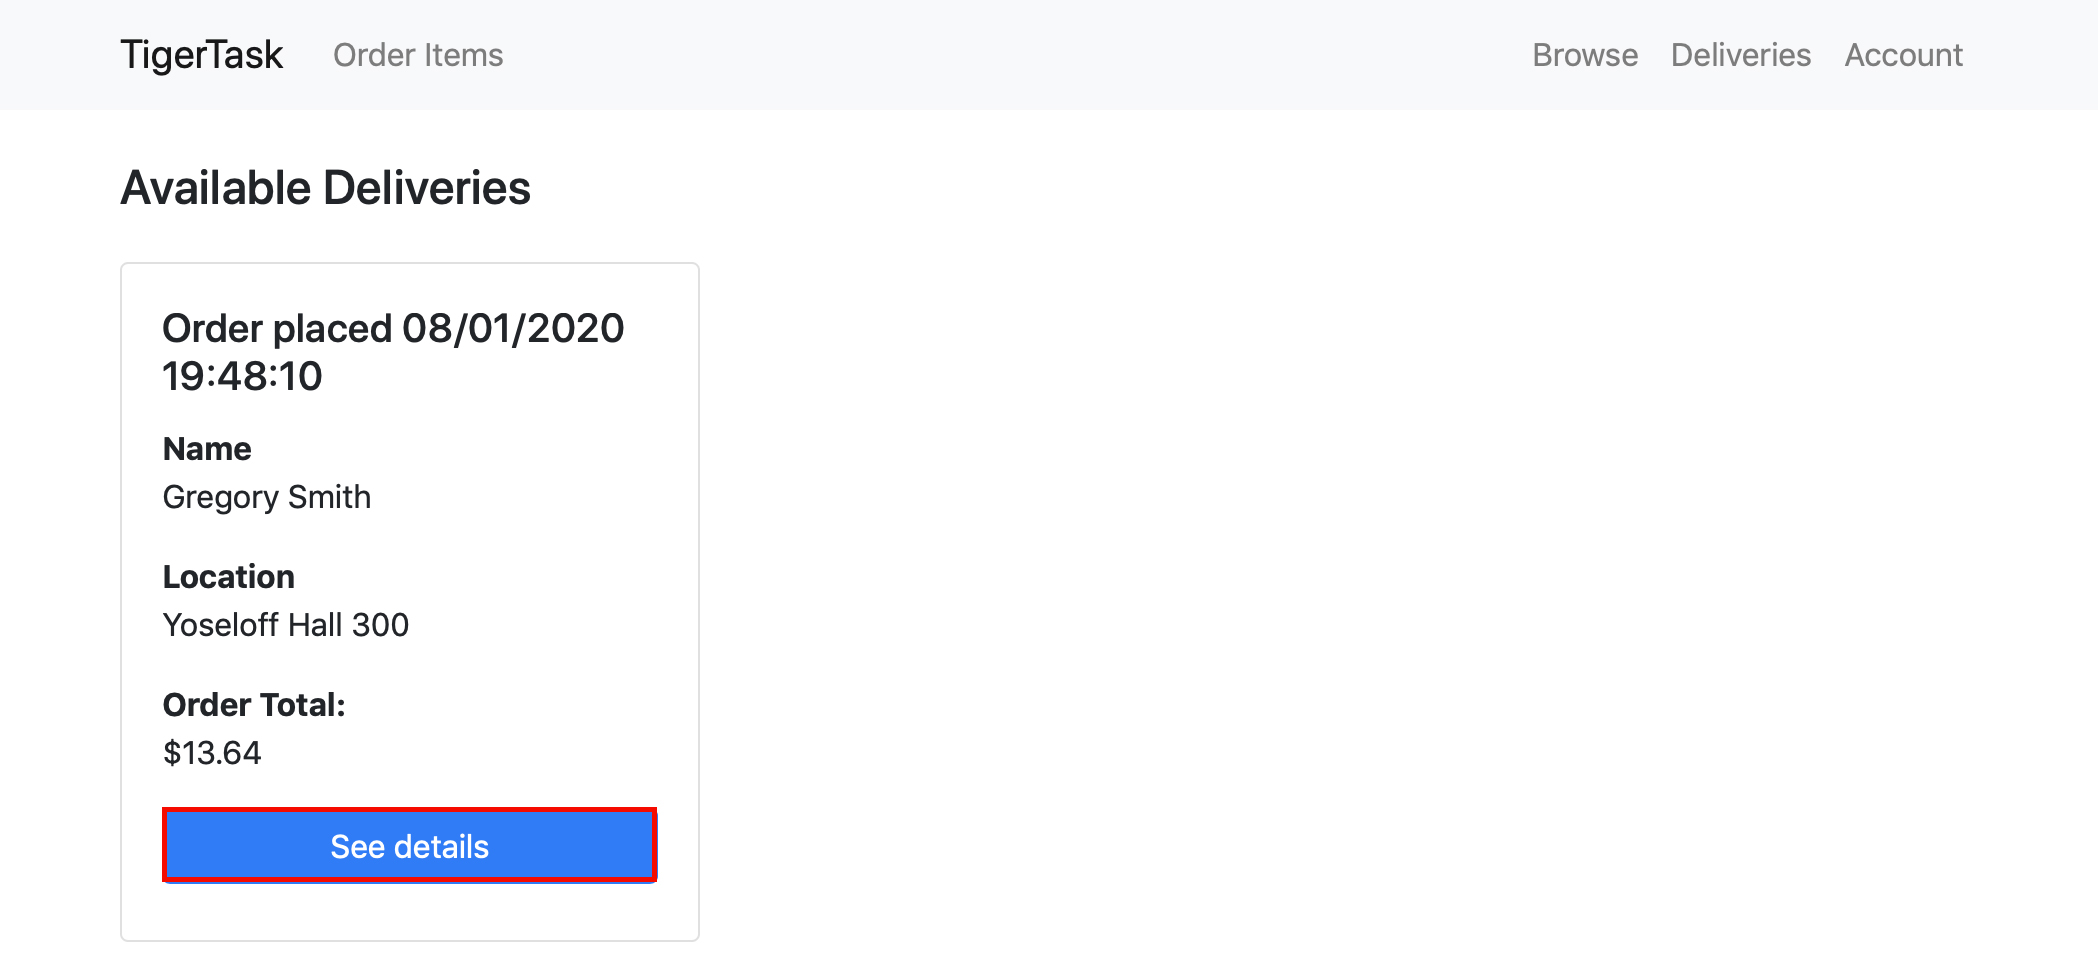 TigerTask Order Items Browse Deliveries Account
Available Deliveries
Order placed 08/01/2020
19:48:10
Name
Gregory Smith
Location
Yoseloff Hall 300
Order Total:
$13.64
See details